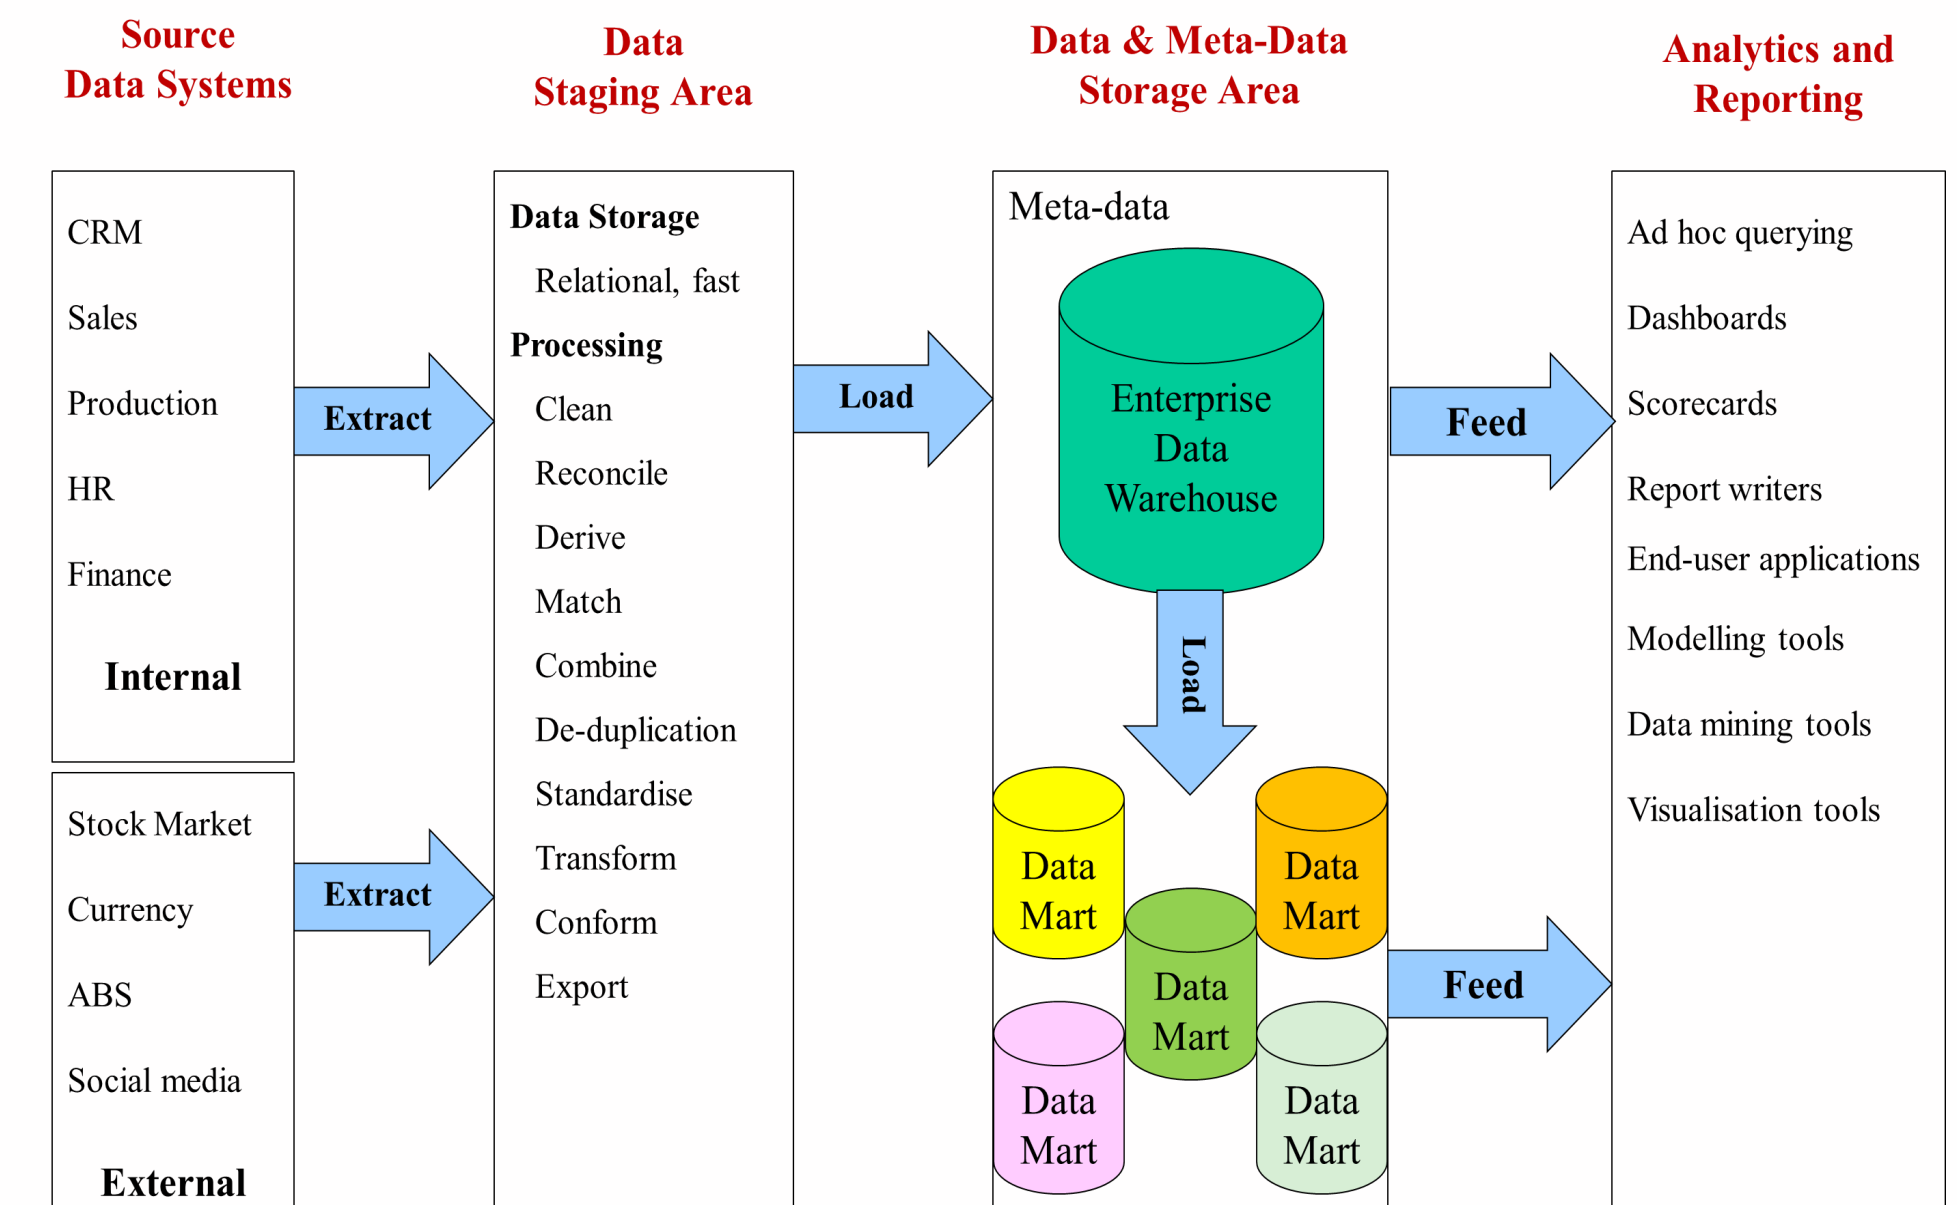 Source
Data Systems
Data
Staging Area
Data & Meta-Data
Storage Area
Analytics and
Reporting
CRM
Sales
Production
HR
Finance
Internal
Stock Market
Currency
ABS
Social media
External
Extract
Extract
Data Storage
Relational, fast
Processing
Clean
Reconcile
Derive
Match
Combine
De-duplication
Standardise
Transform
Conform
Export
Load
Meta-data
Enterprise
Data
Warehouse
Load
Data
Mart
Data
Mart
Data
Mart
Data
Mart
Data
Mart
Feed
Feed
Ad hoc querying
Dashboards
Scorecards
Report writers
End-user applications
Modelling tools
Data mining tools
Visualisation tools